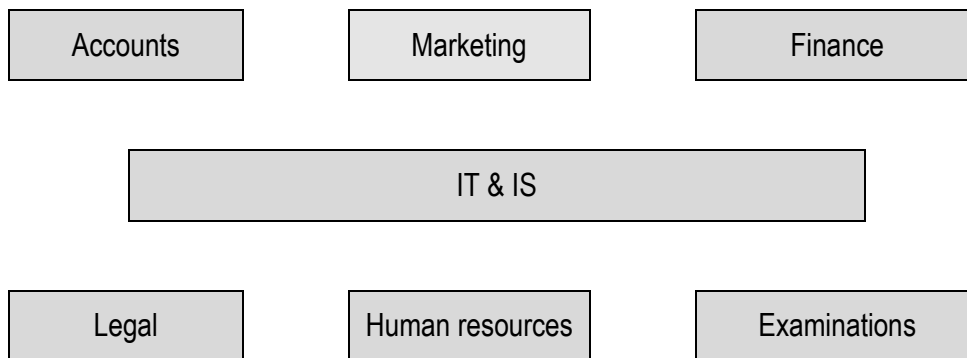 Accounts
Marketing
Finance
IT & IS
Legal
Human resources
Examinations